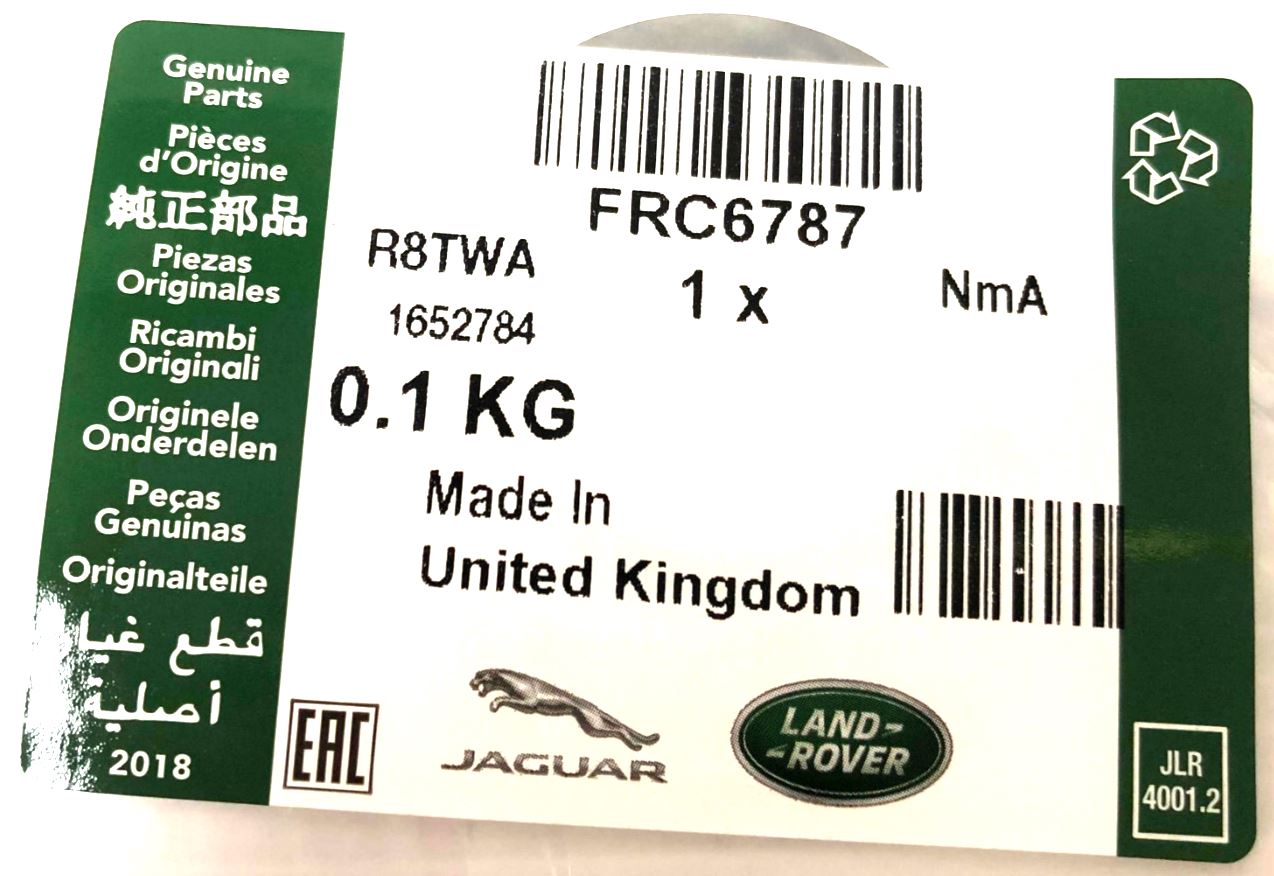 Genuine
Parts
Pièces
d'Origine
純正部品
Piezas
Originales
Ricambi
Originali
Originele
Onderdelen
Peças
Genuinas
Originalteile
قطع غيار
أصلية
2018
FRC6787
R8TWA
1 x
NmA
1652784
0.1 KG
Made In
United Kingdom
EAC
JAGUAR
LAND-
-ROVER
JLR
4001.2